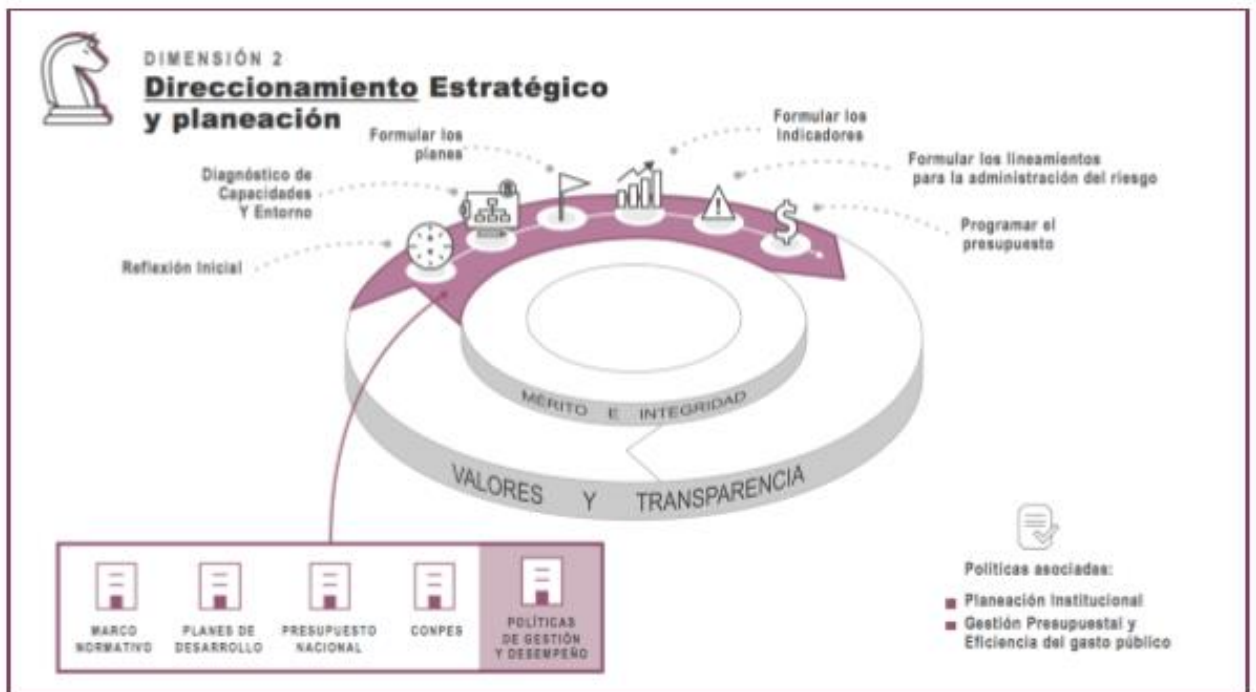 DIMENSIÓN 2
Direccionamiento Estratégico
y planeación
Formular los
planes
Formular los
Indicadores
Diagnóstico de
Capacidades
Y Entorno
Formular los lineamientos
para la administración del riesgo
Reflexión Inicial
Programar el
presupuesto
$
MÉRITO E INTEGRIDAD
VALORES Y TRANSPARENCIA
MARCO
NORMATIVO
PLANES DE
DESARROLLO
PRESUPUESTO
NACIONAL
CONPES
POLÍTICAS
DE GESTIÓN
Y DESEMPEÑO
Políticas asociadas:
Planeación Institucional
Gestión Presupuestal y
Eficiencia del gasto público